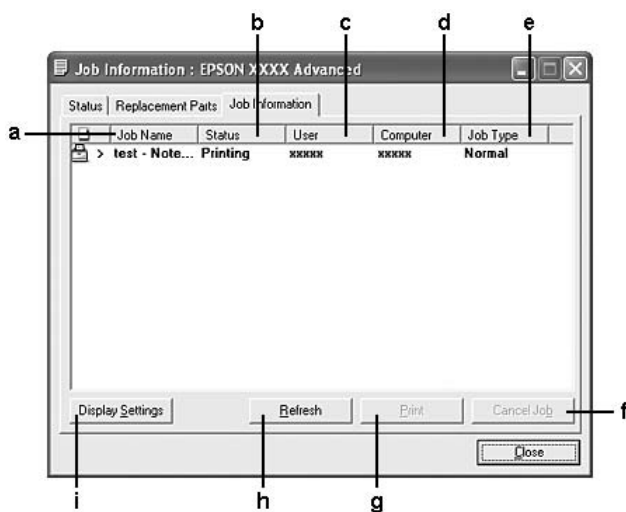 b c d e
Job Information : EPSON XXXX Advanced
Status Replacement Parts Job Information
a Job Name Status User Computer Job Type
> test - Note... Printing xxxxx xxxxx Normal
Display Settings Refresh Print Cancel Job f
Close
i h g